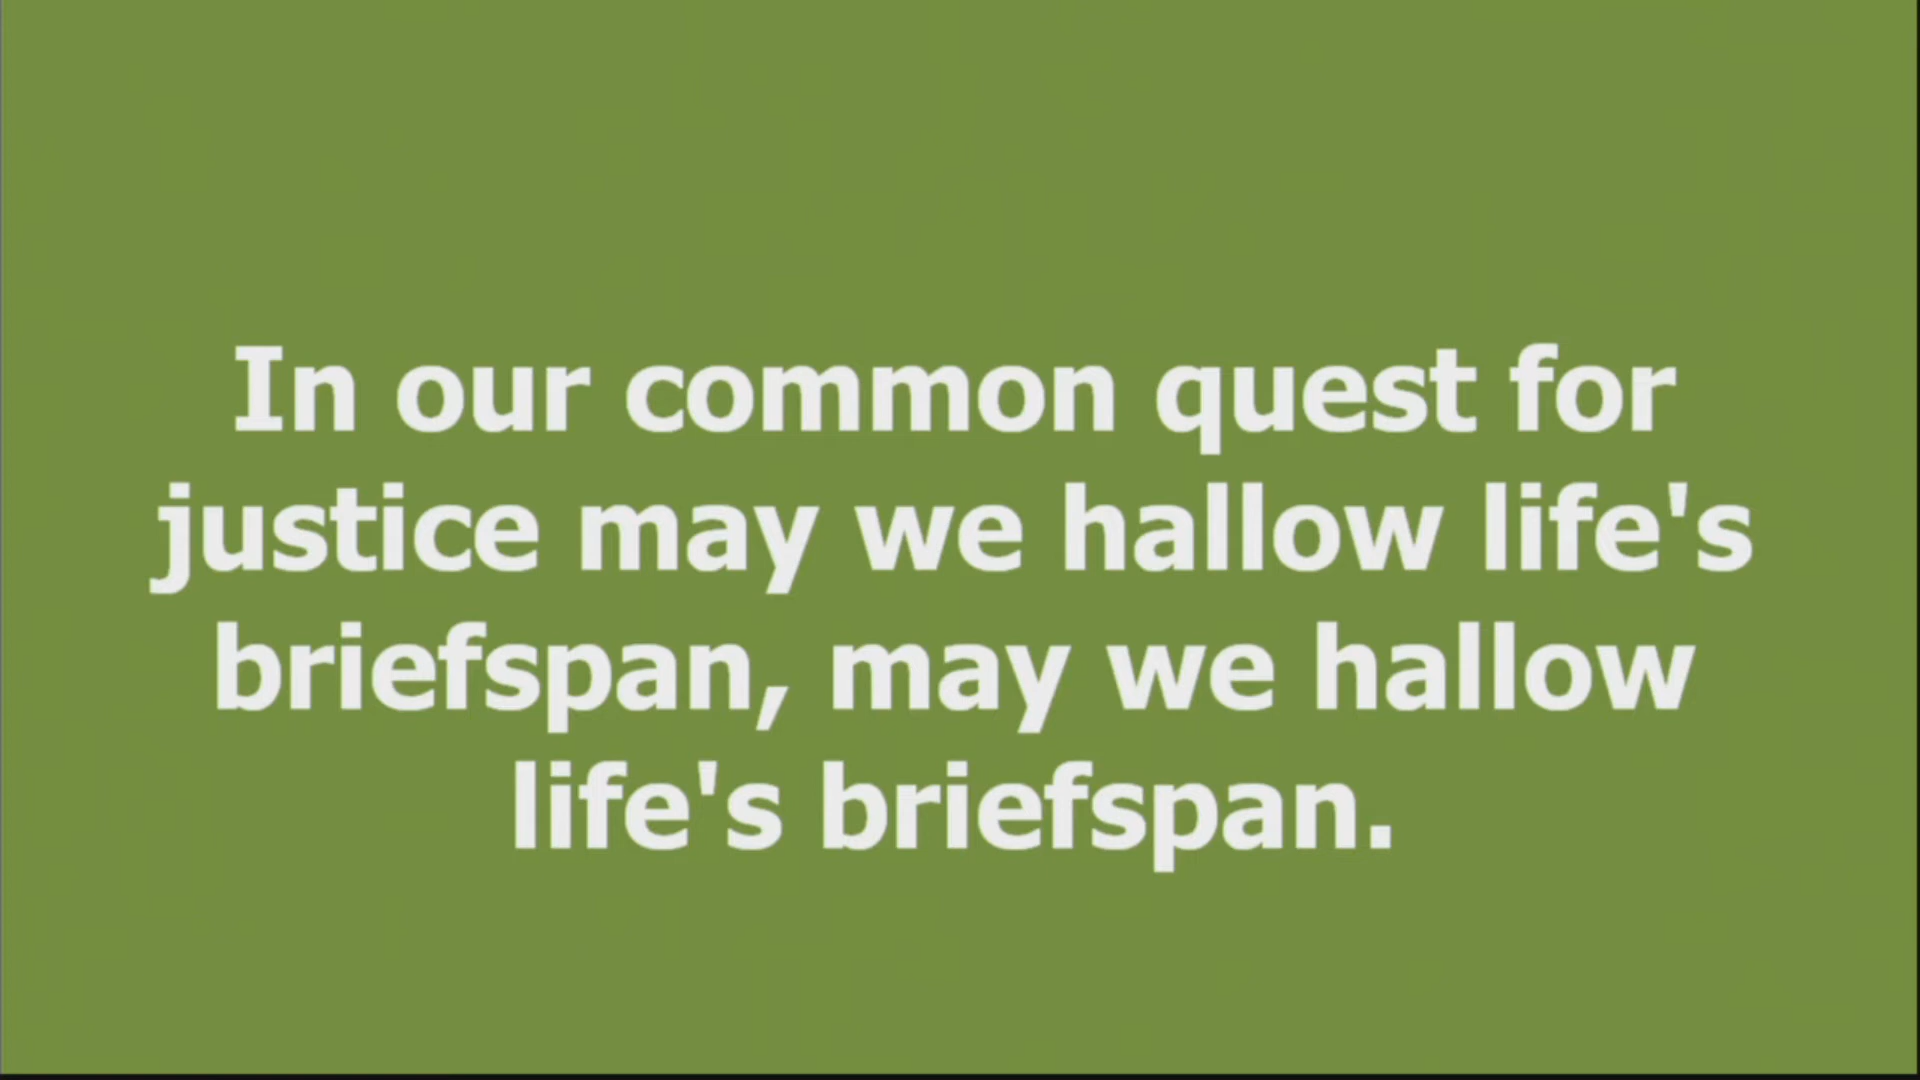 In our common quest for
justice may we hallow life's
briefspan, may we hallow
life's briefspan.